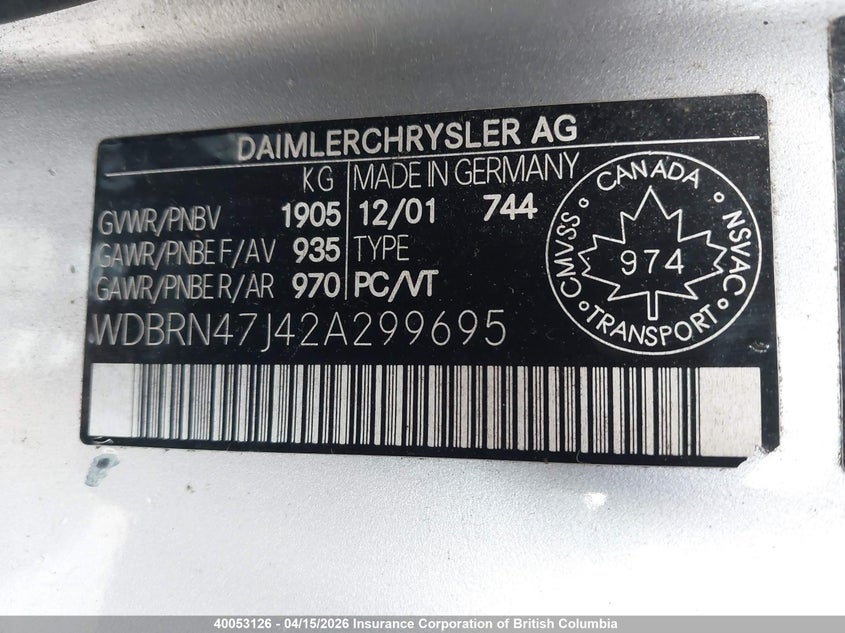 DAIMLERCHRYSLER AG
KG MADE IN GERMANY
GVWR/PNBV 1905 12/01 744
GAWR/PNBE F/AV 935 TYPE
GAWR/PNBE R/AR 970 PC/VT
WDBRN47J42A299695
CANADA
CMVSS 974 NSVAC
TRANSPORT
40053126 - 04/15/2026 Insurance Corporation of British Columbia